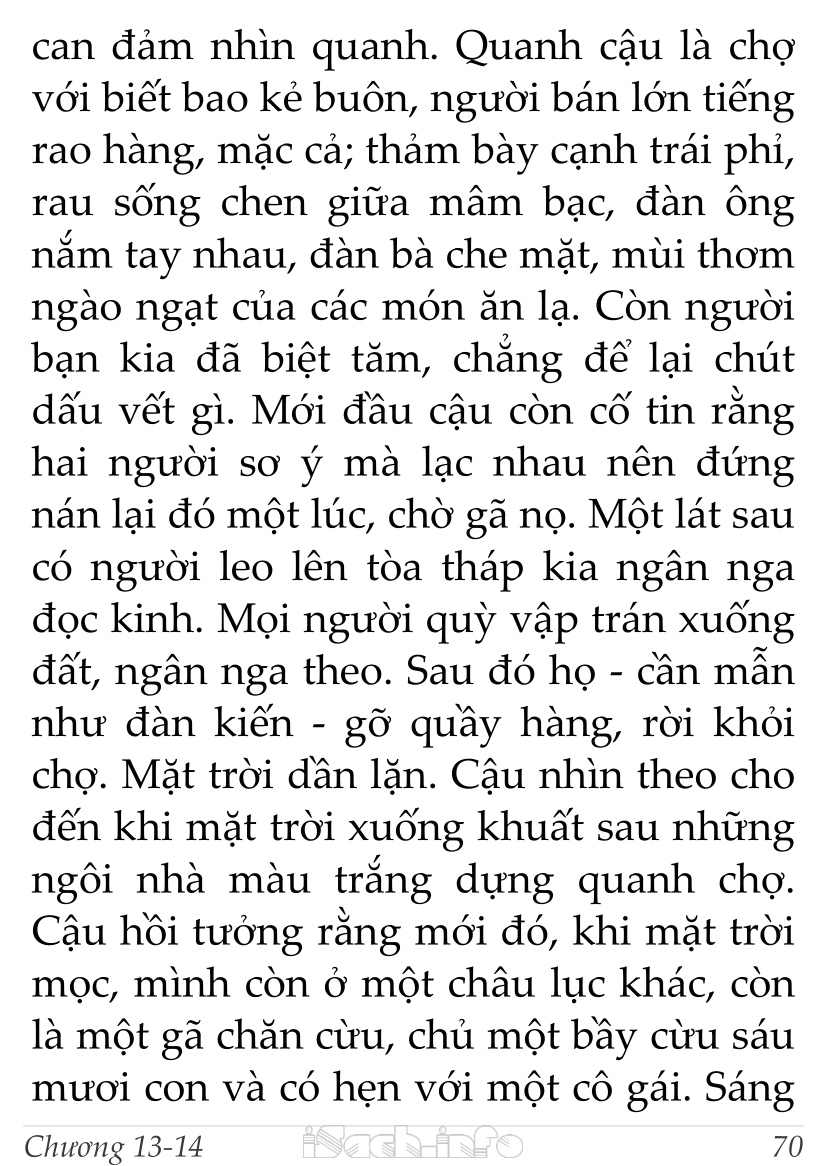 can đảm nhìn quanh. Quanh cậu là chợ
với biết bao kẻ buôn, người bán lớn tiếng
rao hàng, mặc cả; thảm bày cạnh trái phỉ,
rau sống chen giữa mâm bạc, đàn ông
nắm tay nhau, đàn bà che mặt, mùi thơm
ngào ngạt của các món ăn lạ. Còn người
bạn kia đã biệt tăm, chẳng để lại chút
dấu vết gì. Mới đầu cậu còn cố tin rằng
hai người sơ ý mà lạc nhau nên đứng
nán lại đó một lúc, chờ gã nọ. Một lát sau
có người leo lên tòa tháp kia ngân nga
đọc kinh. Mọi người quỳ vập trán xuống
đất, ngân nga theo. Sau đó họ - cần mẫn
như đàn kiến - gỡ quầy hàng, rời khỏi
chợ. Mặt trời dần lặn. Cậu nhìn theo cho
đến khi mặt trời xuống khuất sau những
ngôi nhà màu trắng dựng quanh chợ.
Cậu hồi tưởng rằng mới đó, khi mặt trời
mọc, mình còn ở một châu lục khác, còn
là một gã chăn cừu, chủ một bầy cừu sáu
mươi con và có hẹn với một cô gái. Sáng
Chương 13-14 iSach.info 70